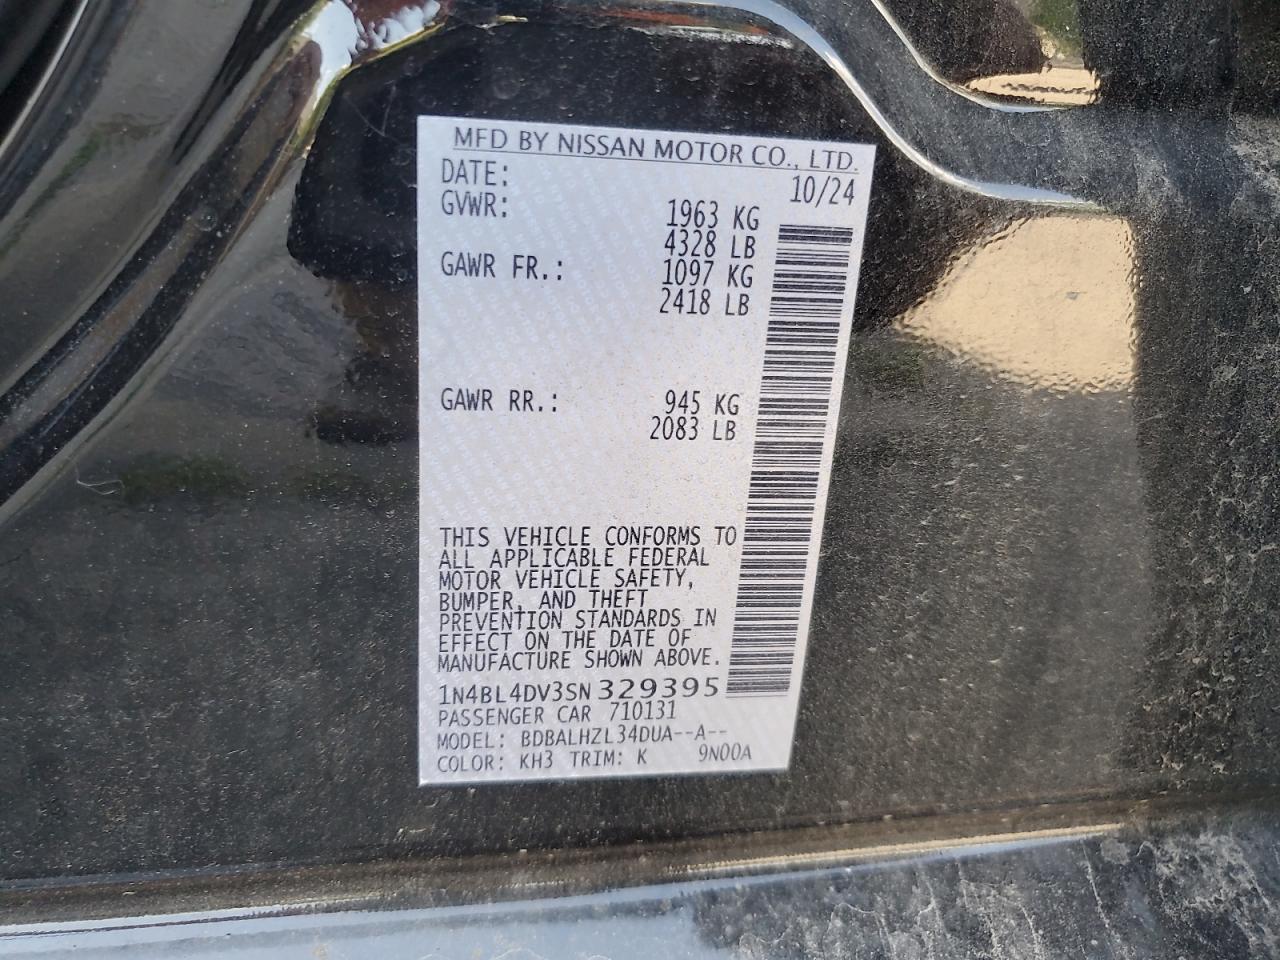 MFD BY NISSAN MOTOR CO., LTD.
DATE: 10/24
GVWR: 1963 KG
4328 LB
GAWR FR.: 1097 KG
2418 LB
GAWR RR.: 945 KG
2083 LB
THIS VEHICLE CONFORMS TO
ALL APPLICABLE FEDERAL
MOTOR VEHICLE SAFETY,
BUMPER, AND THEFT
PREVENTION STANDARDS IN
EFFECT ON THE DATE OF
MANUFACTURE SHOWN ABOVE.
1N4BL4DV3SN329395
PASSENGER CAR 710131
MODEL: BDBALHZL34DUA--A--
COLOR: KH3 TRIM: K 9N00A